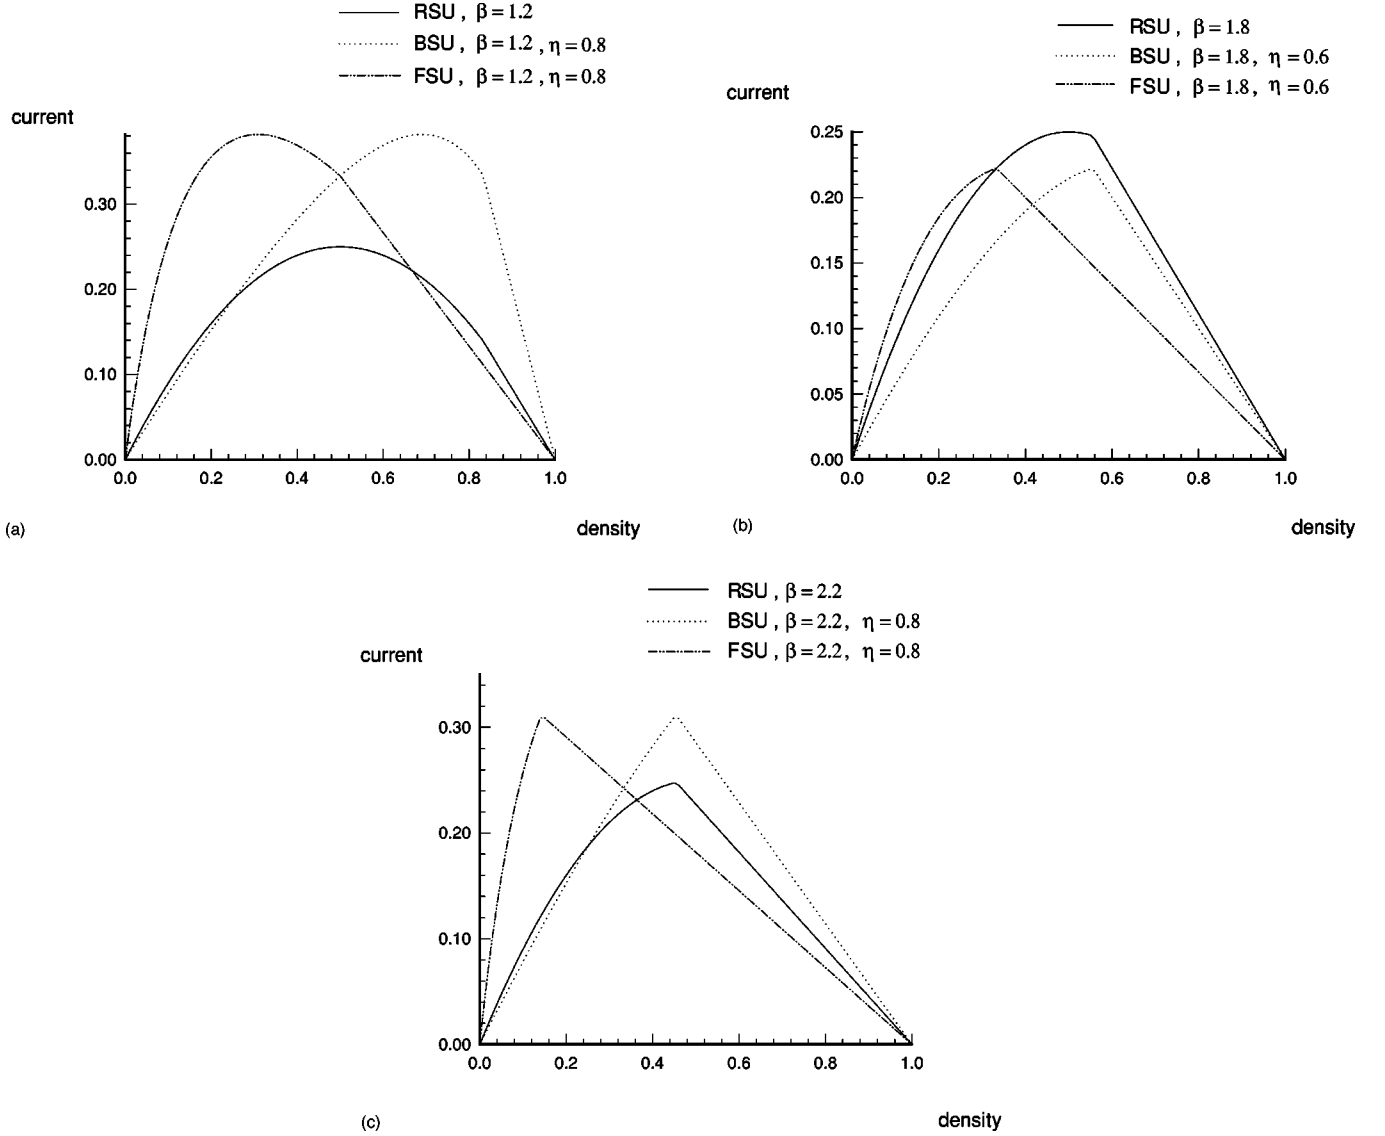 RSU , β = 1.2
BSU , β = 1.2 , η = 0.8
FSU , β = 1.2 , η = 0.8
current
0.30
0.20
0.10
0.00
0.0 0.2 0.4 0.6 0.8 1.0
density
(a)
RSU , β = 1.8
BSU , β = 1.8 , η = 0.6
FSU , β = 1.8 , η = 0.6
current
0.25
0.20
0.15
0.10
0.05
0.00
0.0 0.2 0.4 0.6 0.8 1.0
density
(b)
RSU , β = 2.2
BSU , β = 2.2 , η = 0.8
FSU , β = 2.2 , η = 0.8
current
0.30
0.20
0.10
0.00
0.0 0.2 0.4 0.6 0.8 1.0
density
(c)